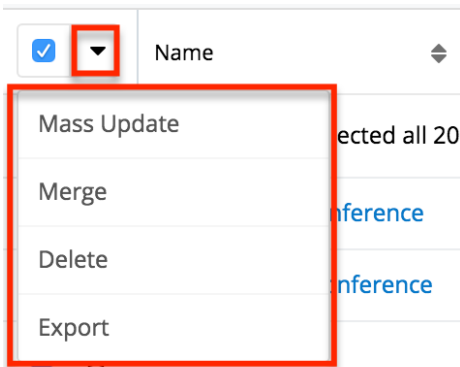 Name
Mass Update
ected all 20
Merge
nference
Delete
nference
Export